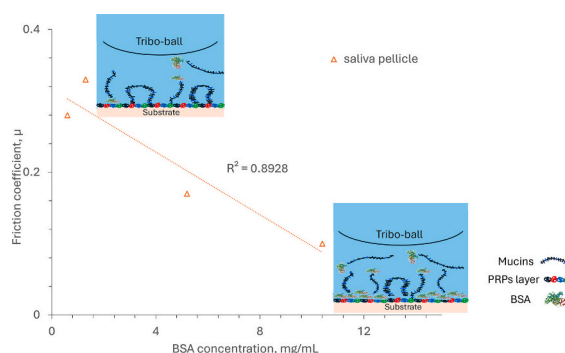 0.4
Tribo-ball
Substrate
saliva pellicle
R² = 0.8928
0.2
Friction coefficient, µ
Tribo-ball
Substrate
Mucins
PRPs layer
BSA
0
0
4
8
12
BSA concentration, mg/mL